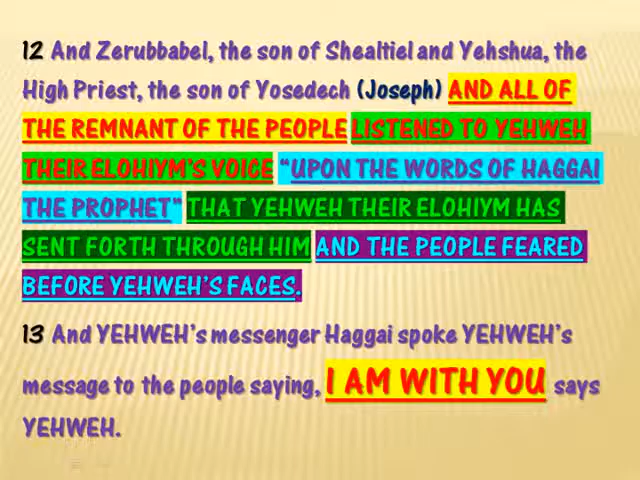 12 And Zerubbabel, the son of Shealtiel and Yehshua, the
High Priest, the son of Yosedech (Joseph) AND ALL OF
THE REMNANT OF THE PEOPLE LISTENED TO YEHWEH
THEIR ELOHIYM'S VOICE "UPON THE WORDS OF HAGGAI
THE PROPHET" THAT YEHWEH THEIR ELOHIYM HAS
SENT FORTH THROUGH HIM AND THE PEOPLE FEARED
BEFORE YEHWEH'S FACES.
13 And YEHWEH's messenger Haggai spoke YEHWEH's
message to the people saying, I AM WITH YOU says
YEHWEH.